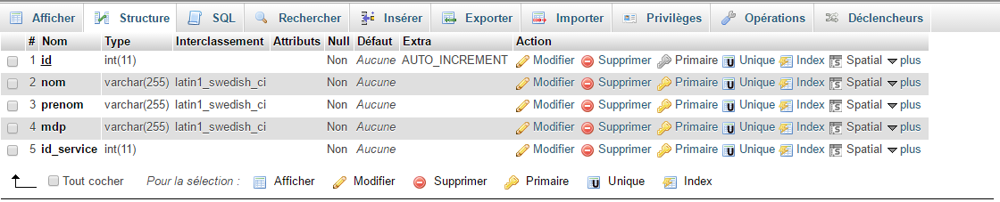 Afficher Structure SQL Rechercher Insérer Exporter Importer Privilèges Opérations Déclencheurs
# Nom Type Interclassement Attributs Null Défaut Extra Action
1 id int(11) Non Aucune AUTO_INCREMENT Modifier Supprimer Primaire Unique Index Spatial plus
2 nom varchar(255) latin1_swedish_ci Non Aucune Modifier Supprimer Primaire Unique Index Spatial plus
3 prenom varchar(255) latin1_swedish_ci Non Aucune Modifier Supprimer Primaire Unique Index Spatial plus
4 mdp varchar(255) latin1_swedish_ci Non Aucune Modifier Supprimer Primaire Unique Index Spatial plus
5 id_service int(11) Non Aucune Modifier Supprimer Primaire Unique Index Spatial plus
Tout cocher Pour la sélection : Afficher Modifier Supprimer Primaire Unique Index